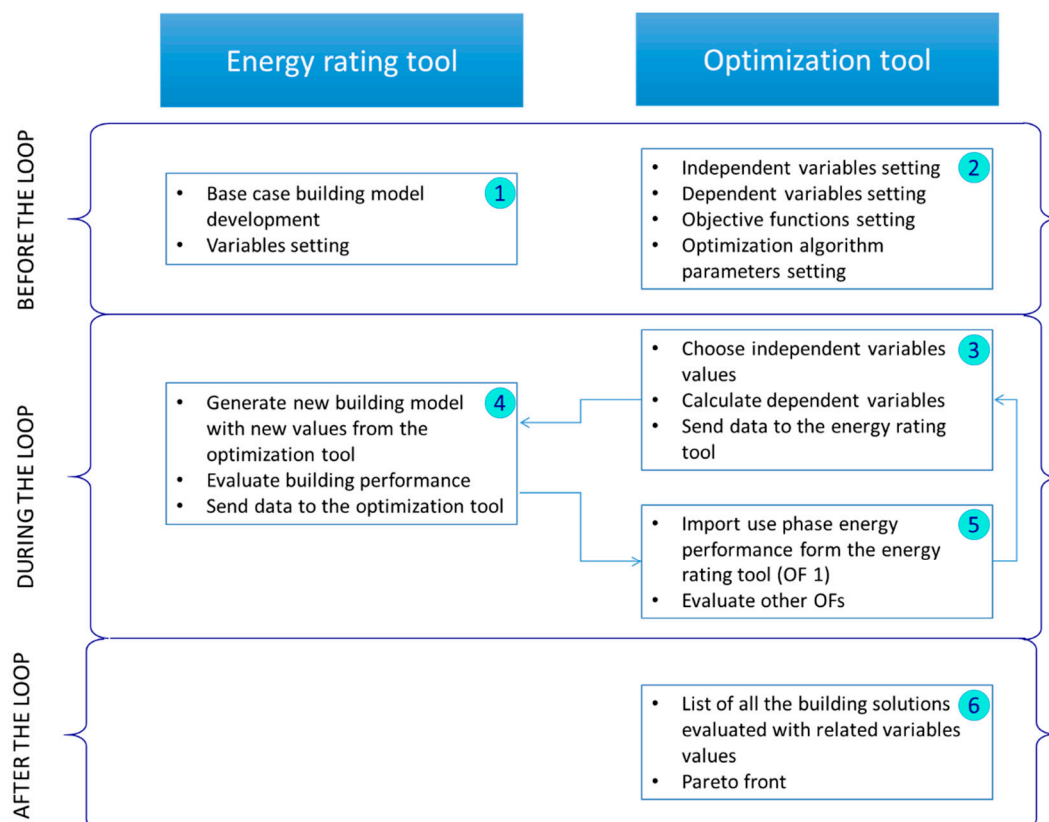 Energy rating tool
Optimization tool
BEFORE THE LOOP
• Base case building model
development
• Variables setting
1
• Independent variables setting
• Dependent variables setting
• Objective functions setting
• Optimization algorithm
parameters setting
2
DURING THE LOOP
• Choose independent variables
values
• Calculate dependent variables
• Send data to the energy
rating tool
3
• Generate new building model
with new values from the
optimization tool
• Evaluate building performance
• Send data to the optimization tool
4
• Import use phase energy
performance form the energy
rating tool (OF 1)
• Evaluate other OFs
5
AFTER THE LOOP
• List of all the building solutions
evaluated with related variables
values
• Pareto front
6